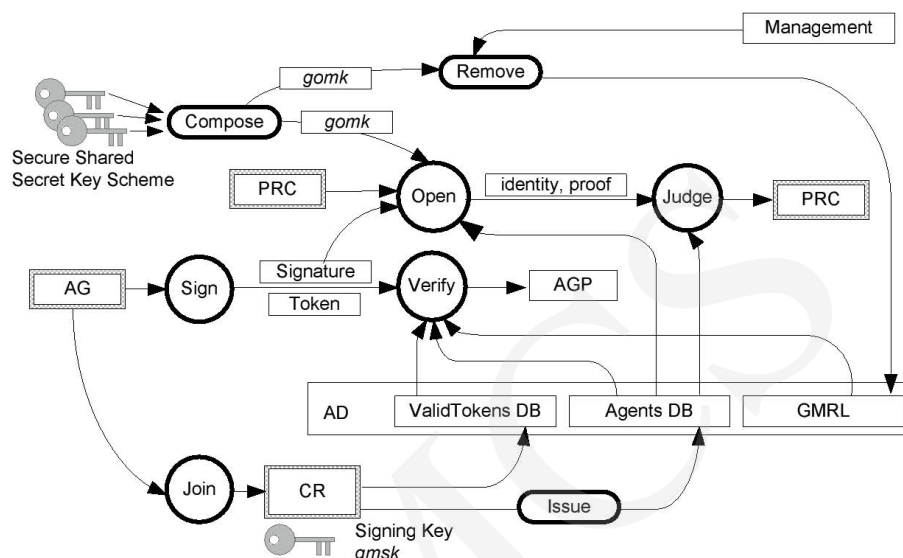 Management
gomk
Remove
Compose
gomk
Secure Shared
Secret Key Scheme
PRC
Open
identity, proof
Judge
PRC
AG
Sign
Signature
Token
Verify
AGP
AD
ValidTokens DB
Agents DB
GMRL
Join
CR
Issue
Signing Key
gmsk
MCS